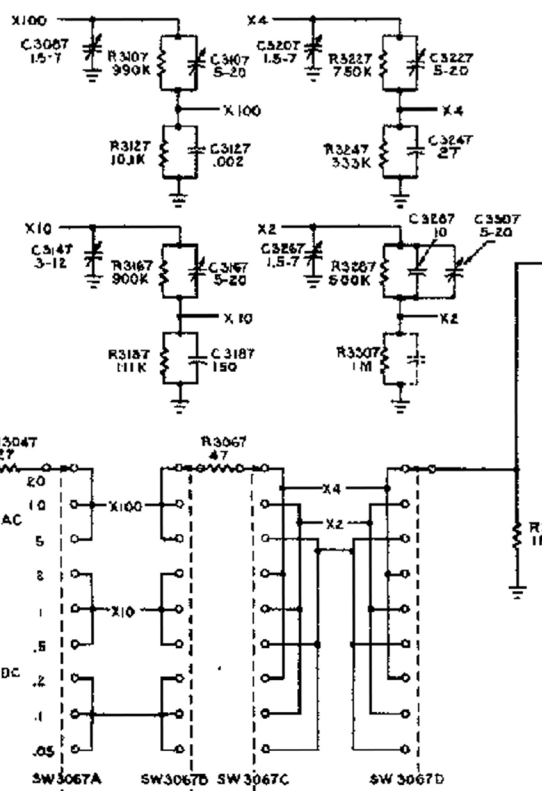 X100
X4
C3087
1.5-7
R3107
990K
C3107
5-20
C3207
1.5-7
R3227
750K
C3227
5-20
X100
X4
R3127
10.1K
C3127
.002
R3247
333K
C3247
27
X10
X2
C3147
3-12
R3167
900K
C3167
5-20
C3267
1.5-7
R3287
500K
C3287
10
C3307
5-20
X10
X2
R3187
111K
C3187
150
R3307
1M
3047
27
R3067
47
20
10
AC
5
2
1
.5
DC
.2
.1
.05
X100
X10
X4
X2
R
SW3067A
SW3067B
SW3067C
SW3067D